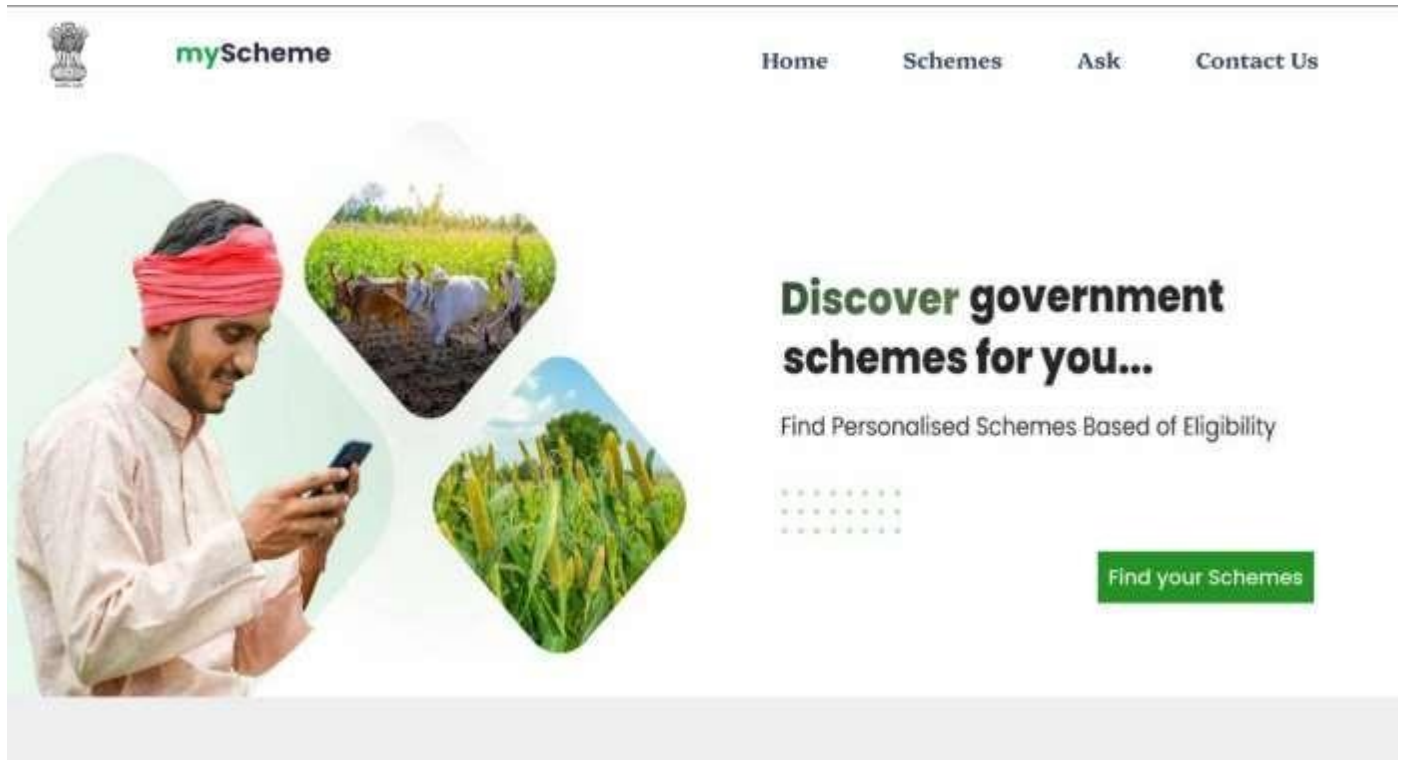 myScheme
Home Schemes Ask Contact Us
Discover government
schemes for you...
Find Personalised Schemes Based of Eligibility
Find your Schemes